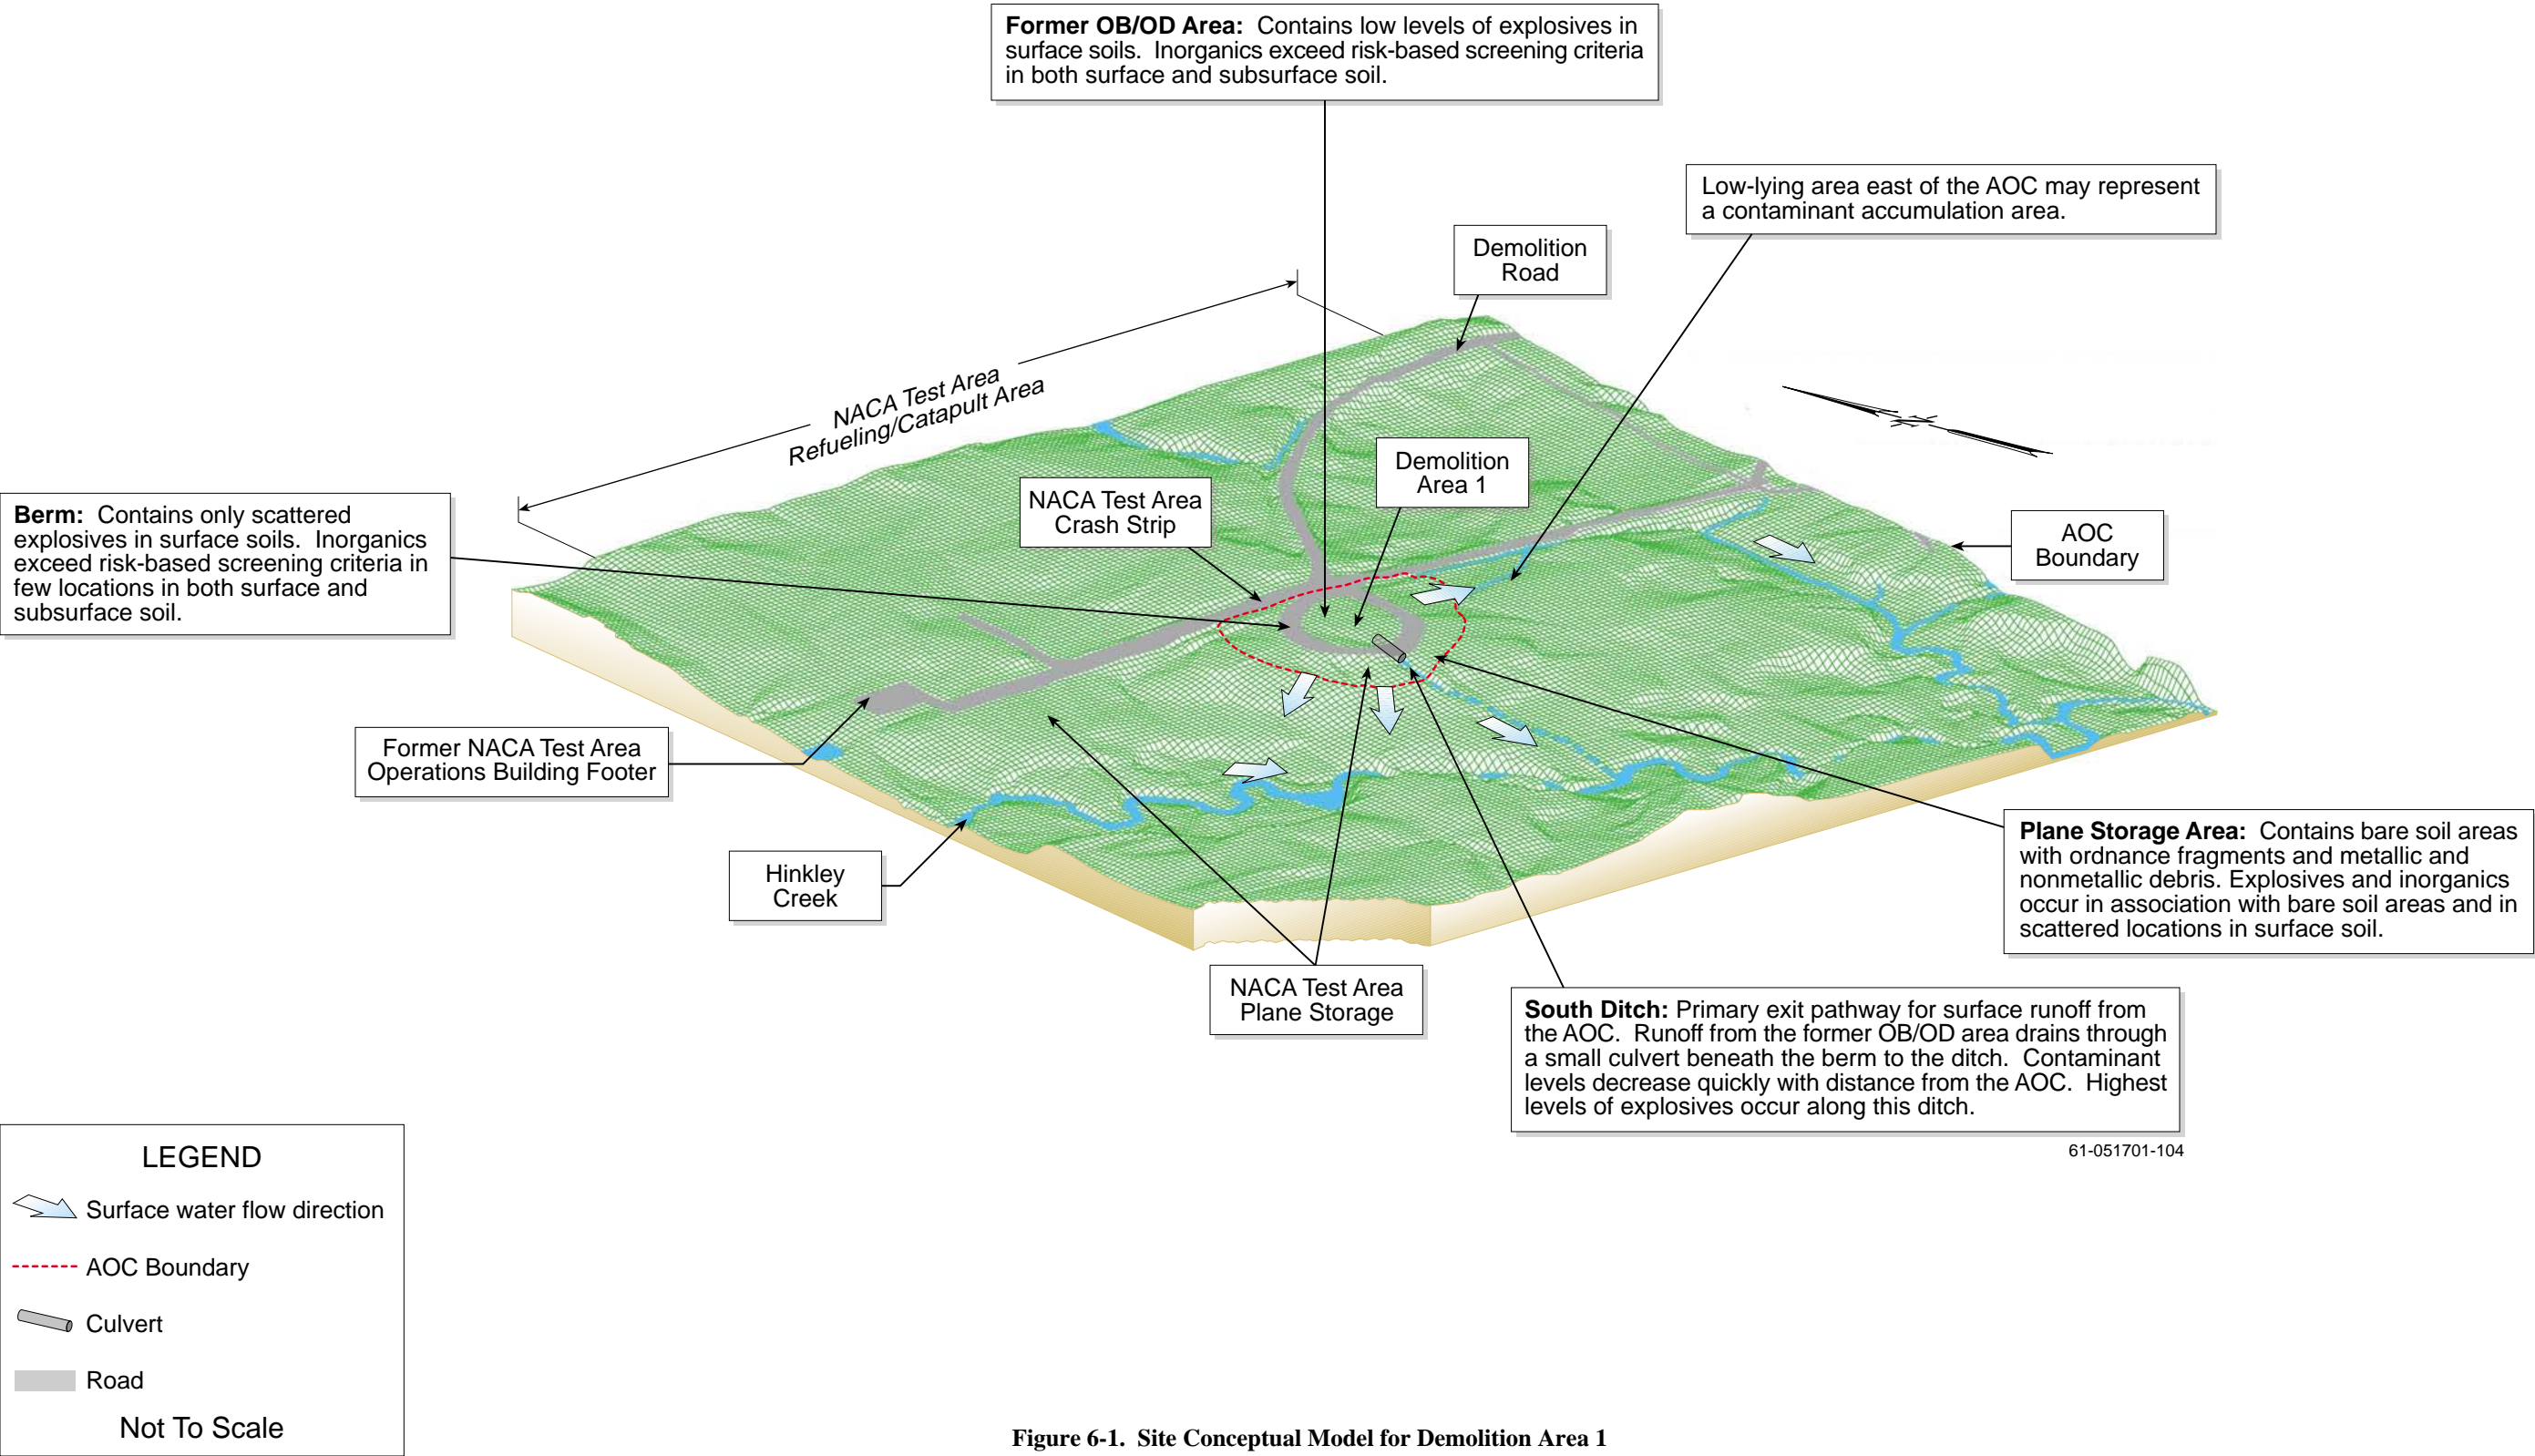 Former OB/OD Area: Contains low levels of explosives in
surface soils. Inorganics exceed risk-based screening criteria
in both surface and subsurface soil.
Low-lying area east of the AOC may represent
a contaminant accumulation area.
Demolition
Road
NACA Test Area
Refueling/Catapult Area
Demolition
Area 1
NACA Test Area
Crash Strip
Berm: Contains only scattered
explosives in surface soils. Inorganics
exceed risk-based screening criteria in
few locations in both surface and
subsurface soil.
AOC
Boundary
Former NACA Test Area
Operations Building Footer
Hinkley
Creek
Plane Storage Area: Contains bare soil areas
with ordnance fragments and metallic and
nonmetallic debris. Explosives and inorganics
occur in association with bare soil areas and in
scattered locations in surface soil.
NACA Test Area
Plane Storage
South Ditch: Primary exit pathway for surface runoff from
the AOC. Runoff from the former OB/OD area drains through
a small culvert beneath the berm to the ditch. Contaminant
levels decrease quickly with distance from the AOC. Highest
levels of explosives occur along this ditch.
61-051701-104
LEGEND
Surface water flow direction
AOC Boundary
Culvert
Road
Not To Scale
Figure 6-1. Site Conceptual Model for Demolition Area 1